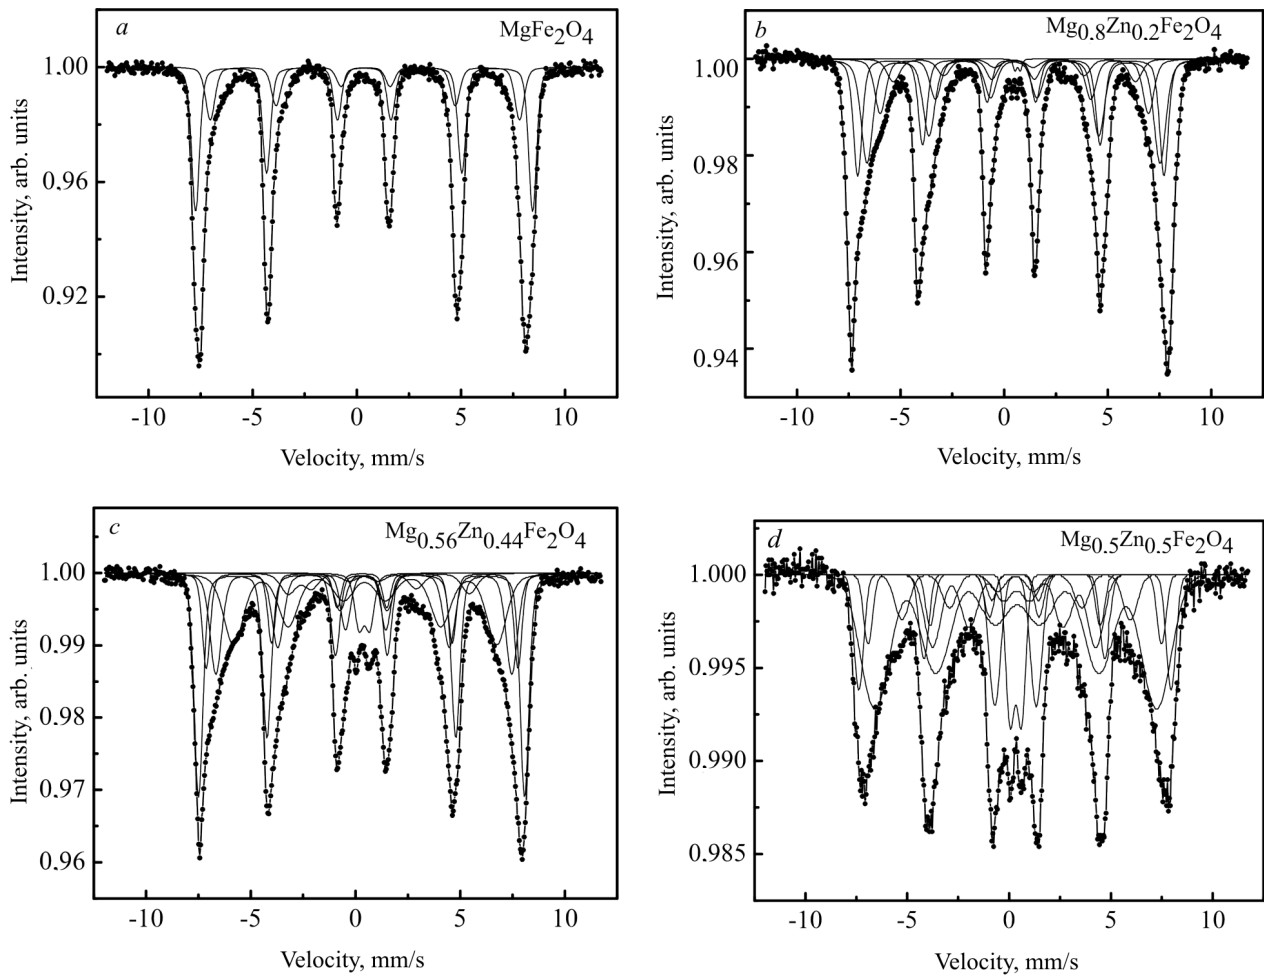 a
MgFe2O4
1.00
0.96
0.92
-10 -5 0 5 10
Velocity, mm/s
Intensity, arb. units
b
Mg0.8Zn0.2Fe2O4
1.00
0.98
0.96
0.94
-10 -5 0 5 10
Velocity, mm/s
Intensity, arb. units
c
Mg0.56Zn0.44Fe2O4
1.00
0.99
0.98
0.97
0.96
-10 -5 0 5 10
Velocity, mm/s
Intensity, arb. units
d
Mg0.5Zn0.5Fe2O4
1.000
0.995
0.990
0.985
-10 -5 0 5 10
Velocity, mm/s
Intensity, arb. units